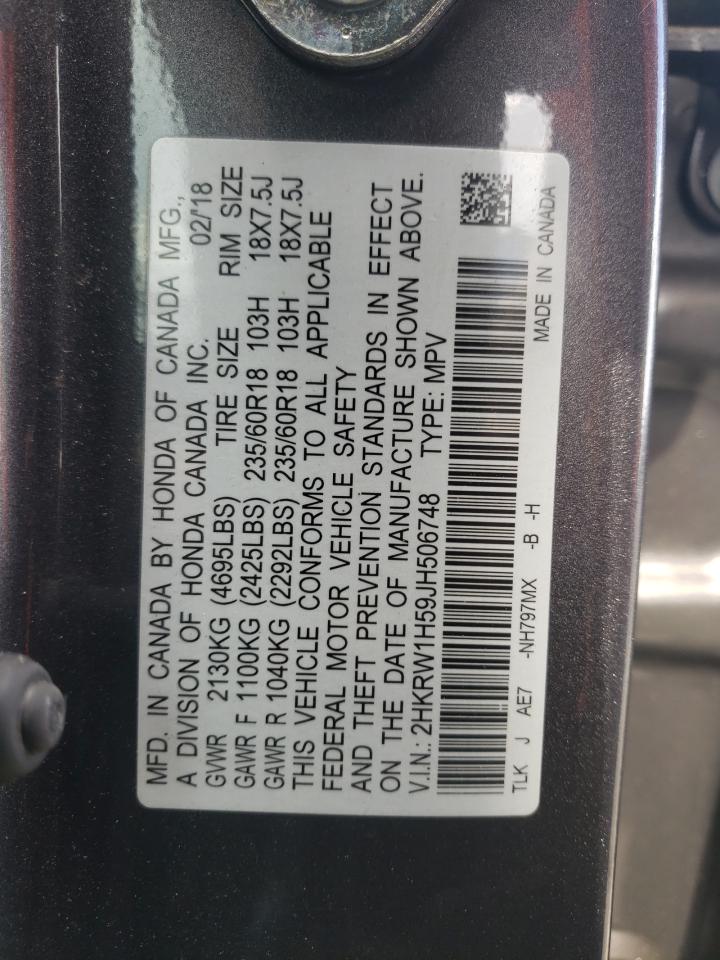 MFD. IN CANADA BY HONDA OF CANADA MFG.,
A DIVISION OF HONDA CANADA INC. 02/'18
GVWR 2130KG (4695LBS) TIRE SIZE RIM SIZE
GAWR F 1100KG (2425LBS) 235/60R18 103H 18X7.5J
GAWR R 1040KG (2292LBS) 235/60R18 103H 18X7.5J
THIS VEHICLE CONFORMS TO ALL APPLICABLE
FEDERAL MOTOR VEHICLE SAFETY
AND THEFT PREVENTION STANDARDS IN EFFECT
ON THE DATE OF MANUFACTURE SHOWN ABOVE.
V.I.N.: 2HKRW1H59JH506748 TYPE: MPV
TLK J AE7 -NH797MX -B -H MADE IN CANADA